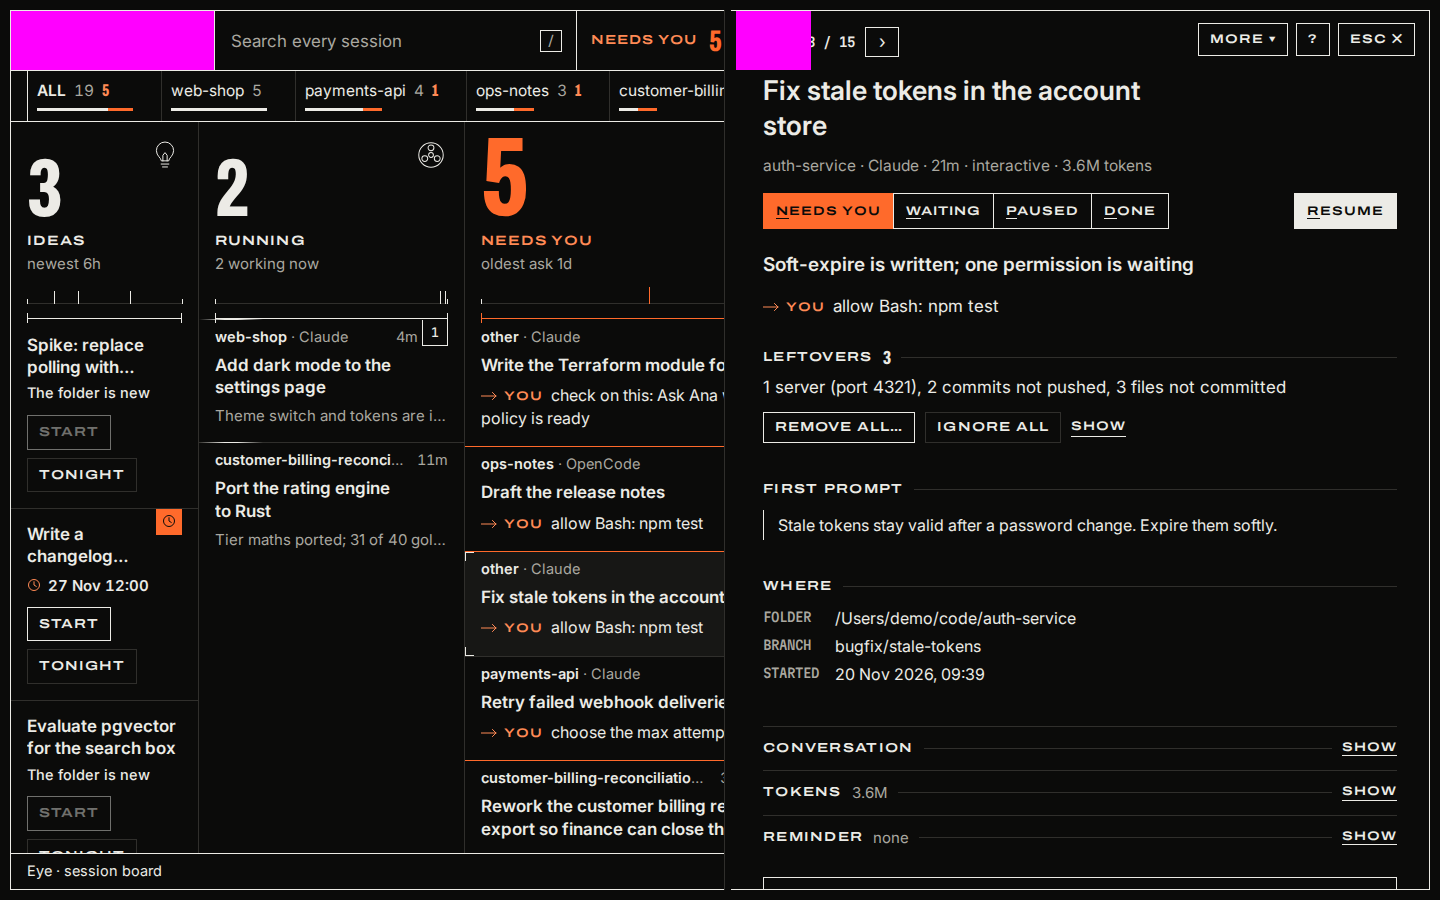 Search every session /
NEEDS YOU 5
ALL 19 5
web-shop 5
payments-api 4 1
ops-notes 3 1
customer-billin
3
IDEAS
newest 6h
Spike: replace
polling with...
The folder is new
START
TONIGHT
Write a
changelog...
27 Nov 12:00
START
TONIGHT
Evaluate pgvector
for the search box
The folder is new
START
2
RUNNING
2 working now
web-shop · Claude 4m 1
Add dark mode to the
settings page
Theme switch and tokens are i...
customer-billing-reconci... 11m
Port the rating engine
to Rust
Tier maths ported; 31 of 40 gol...
5
NEEDS YOU
oldest ask 1d
other · Claude
Write the Terraform module fo
→ YOU check on this: Ask Ana
policy is ready
ops-notes · OpenCode
Draft the release notes
→ YOU allow Bash: npm test
other · Claude
Fix stale tokens in the account
→ YOU allow Bash: npm test
payments-api · Claude
Retry failed webhook deliverie
→ YOU choose the max attemp
customer-billing-reconciliatio...
Rework the customer billing re
export so finance can close th
Eye · session board
/ 15 ›
MORE ▾ ? ESC ✕
Fix stale tokens in the account
store
auth-service · Claude · 21m · interactive · 3.6M tokens
NEEDS YOU WAITING PAUSED DONE RESUME
Soft-expire is written; one permission is waiting
→ YOU allow Bash: npm test
LEFTOVERS 3
1 server (port 4321), 2 commits not pushed, 3 files not committed
REMOVE ALL... IGNORE ALL SHOW
FIRST PROMPT
Stale tokens stay valid after a password change. Expire them softly.
WHERE
FOLDER /Users/demo/code/auth-service
BRANCH bugfix/stale-tokens
STARTED 20 Nov 2026, 09:39
CONVERSATION SHOW
TOKENS 3.6M SHOW
REMINDER none SHOW